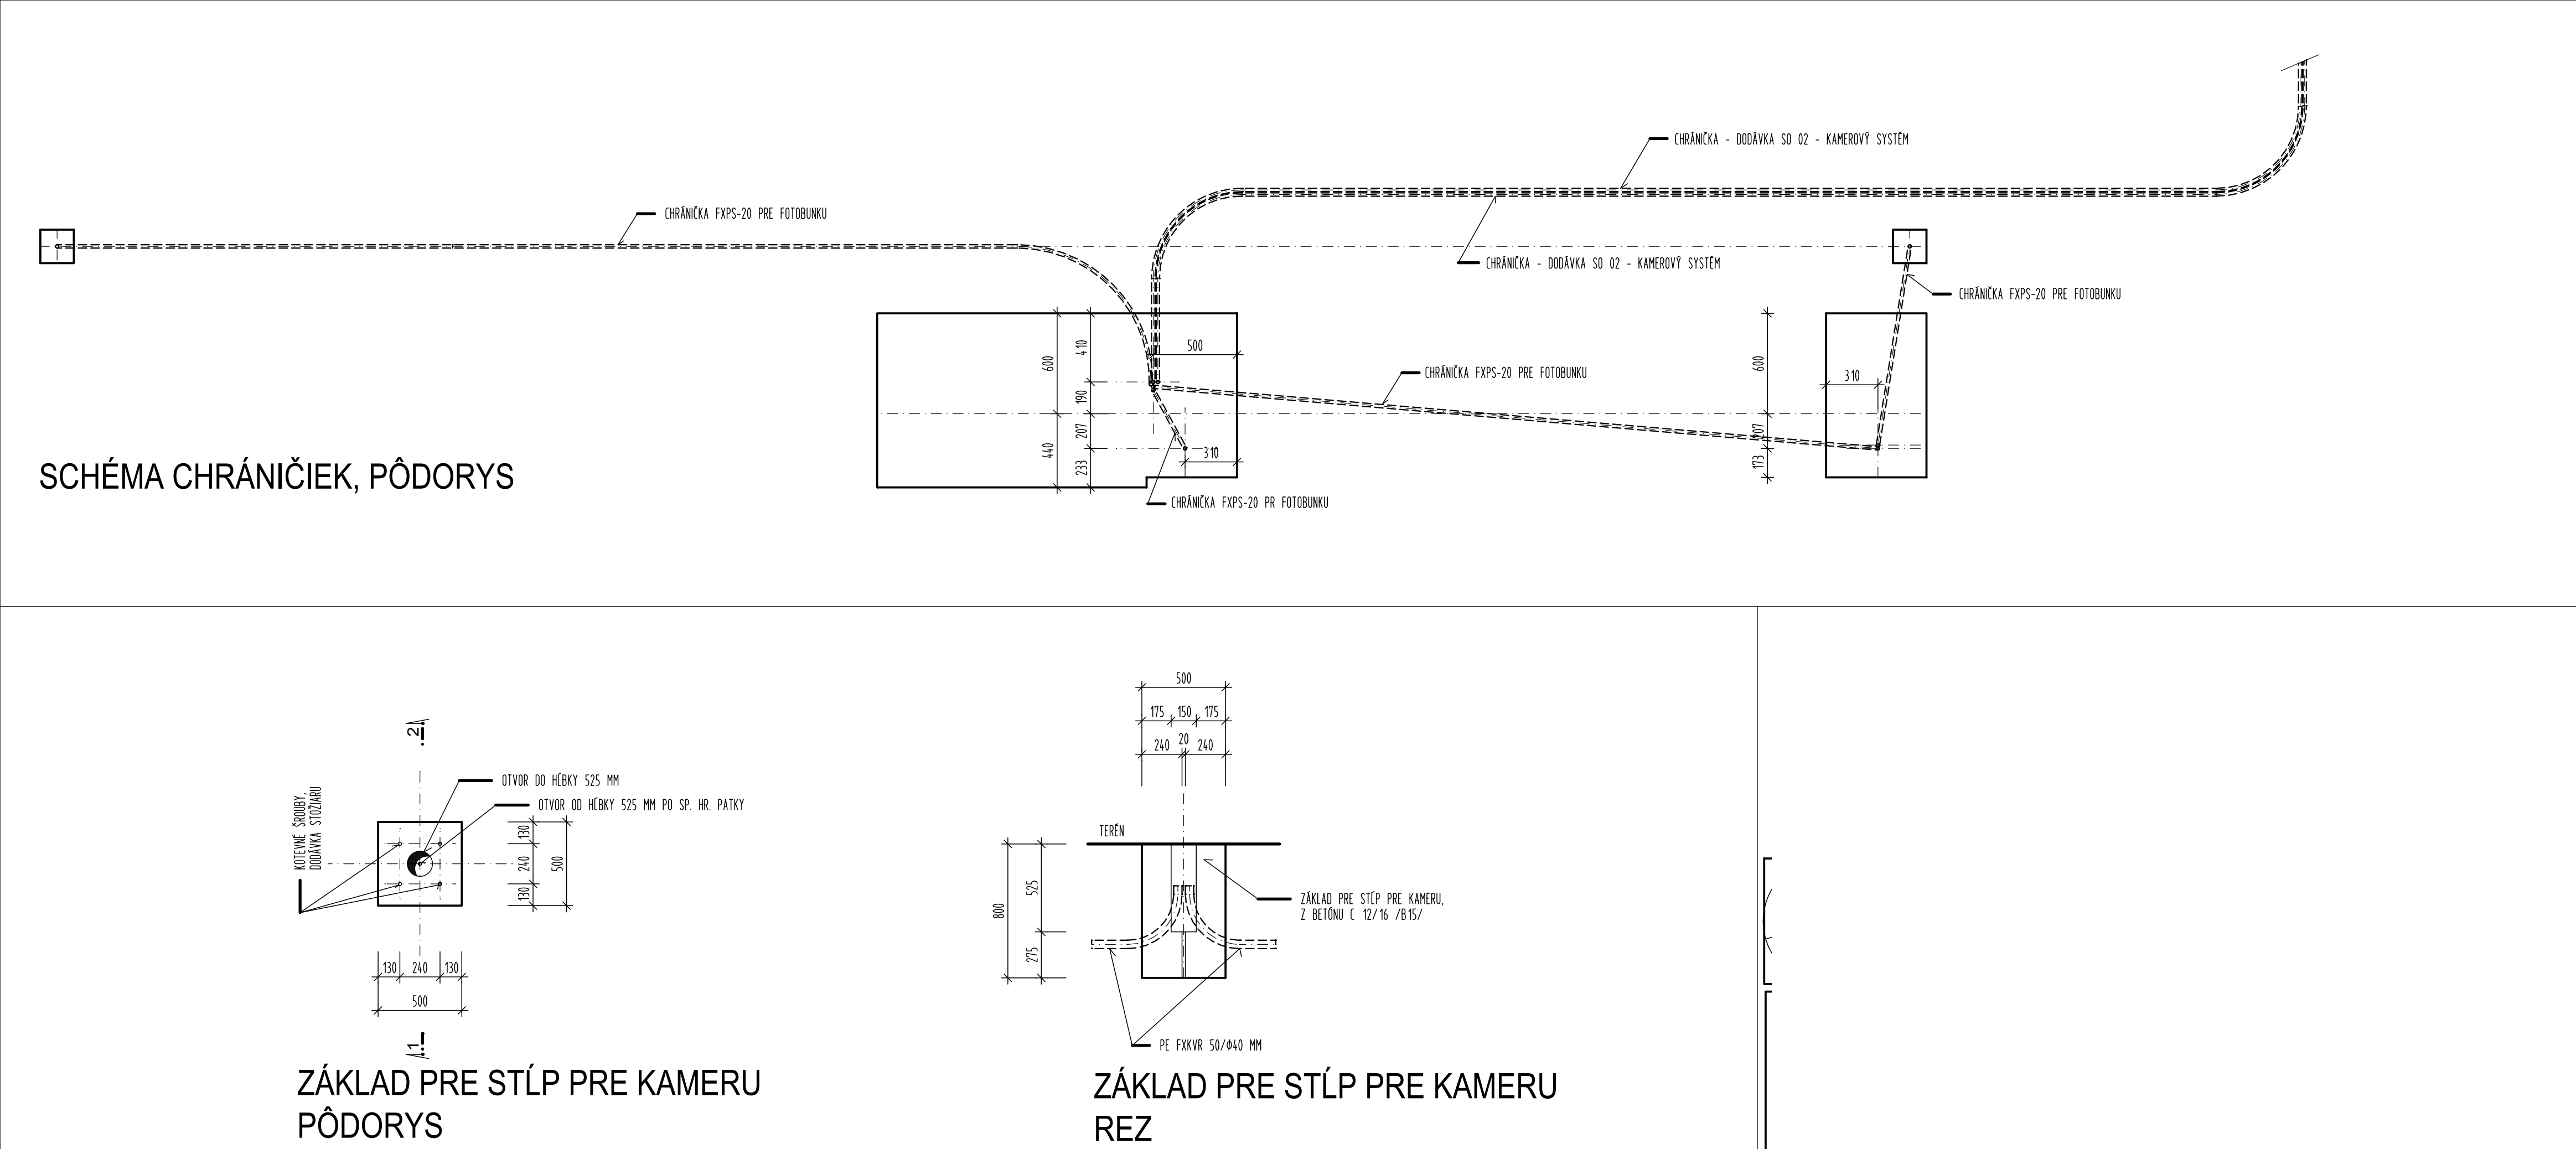 CHRÁNIČKA - DODÁVKA SO 02 - KAMEROVÝ SYSTÉM
CHRÁNIČKA FXPS-20 PRE FOTOBUNKU
CHRÁNIČKA - DODÁVKA SO 02 - KAMEROVÝ SYSTÉM
CHRÁNIČKA FXPS-20 PRE FOTOBUNKU
600
410
500
190
207
440
233
310
CHRÁNIČKA FXPS-20 PRE FOTOBUNKU
600
310
207
173
CHRÁNIČKA FXPS-20 PR FOTOBUNKU
SCHÉMA CHRÁNIČIEK, PÔDORYS
2
KOTEVNÉ ŠROUBY,
DODÁVKA STOŽIARU
OTVOR DO HĹBKY 525 MM
OTVOR OD HĹBKY 525 MM PO SP. HR. PATKY
130
240
130
500
130 240 130
500
1
ZÁKLAD PRE STĹP PRE KAMERU
PÔDORYS
500
175 150 175
240 20 240
TERÉN
525
800
275
ZÁKLAD PRE STĹP PRE KAMERU,
Z BETÓNU C 12/16 /B15/
PE FXKVR 50/Φ40 MM
ZÁKLAD PRE STĹP PRE KAMERU
REZ